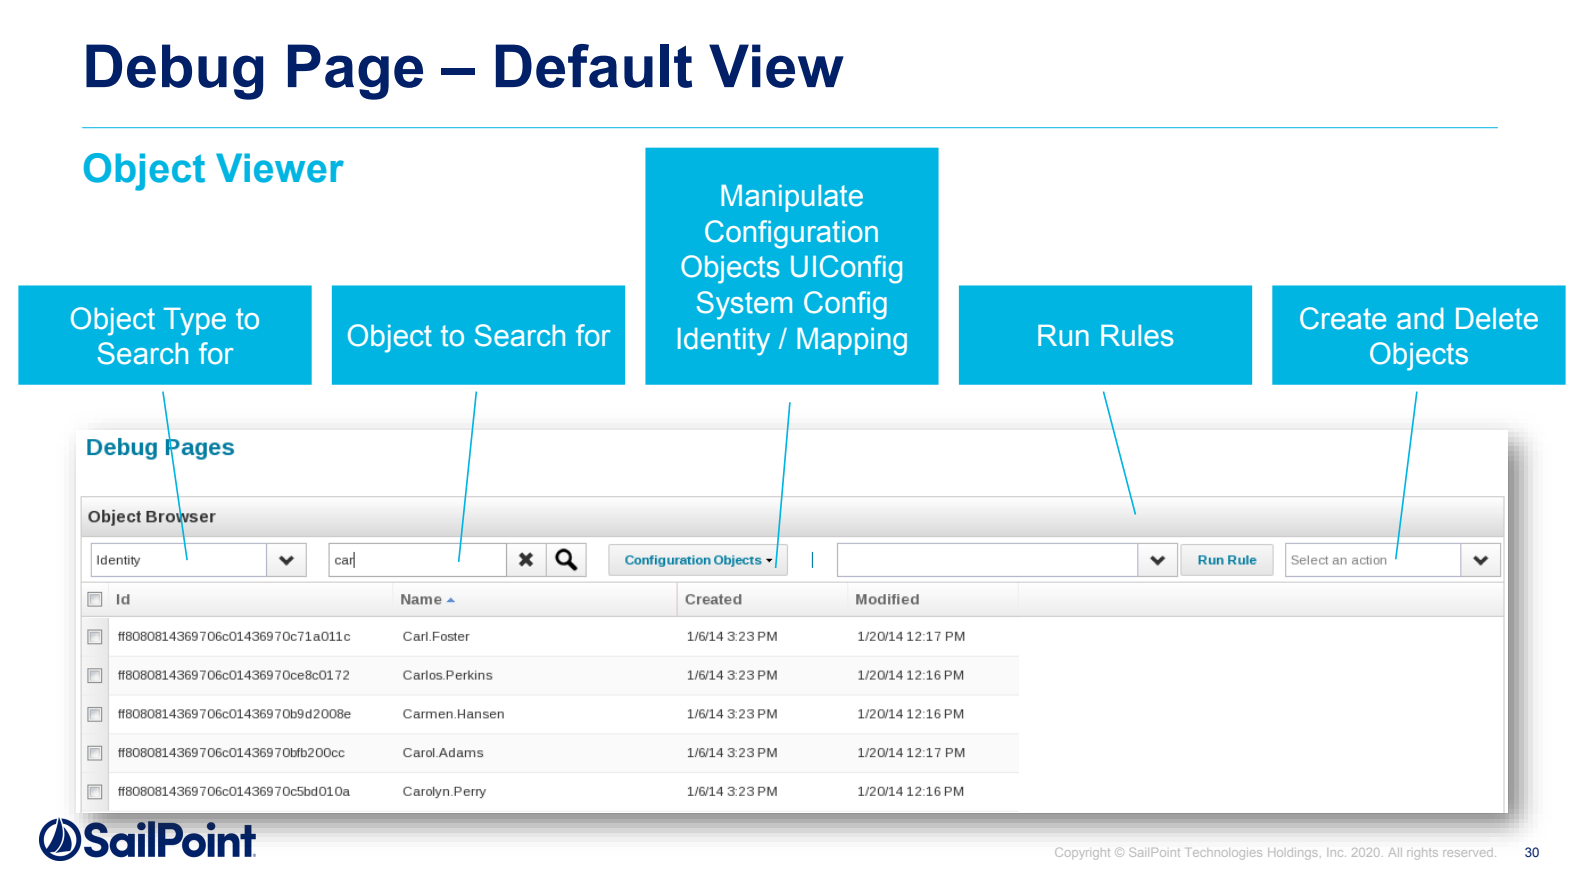 Debug Page – Default View
Object Viewer
Object Type to
Search for
Object to Search for
Manipulate
Configuration
Objects UIConfig
System Config
Identity / Mapping
Run Rules
Create and Delete
Objects
Debug Pages
Object Browser
Identity
car
Configuration Objects
Run Rule
Select an action
Id Name Created Modified
ff8080814369706c01436970c71a011c Carl.Foster 1/6/14 3:23 PM 1/20/14 12:17 PM
ff8080814369706c01436970ce8c0172 Carlos.Perkins 1/6/14 3:23 PM 1/20/14 12:16 PM
ff8080814369706c01436970b9d2008e Carmen.Hansen 1/6/14 3:23 PM 1/20/14 12:16 PM
ff8080814369706c01436970bfb200cc Carol.Adams 1/6/14 3:23 PM 1/20/14 12:17 PM
ff8080814369706c01436970c5bd010a Carolyn.Perry 1/6/14 3:23 PM 1/20/14 12:16 PM
SailPoint
Copyright © SailPoint Technologies Holdings, Inc. 2020. All rights reserved. 30